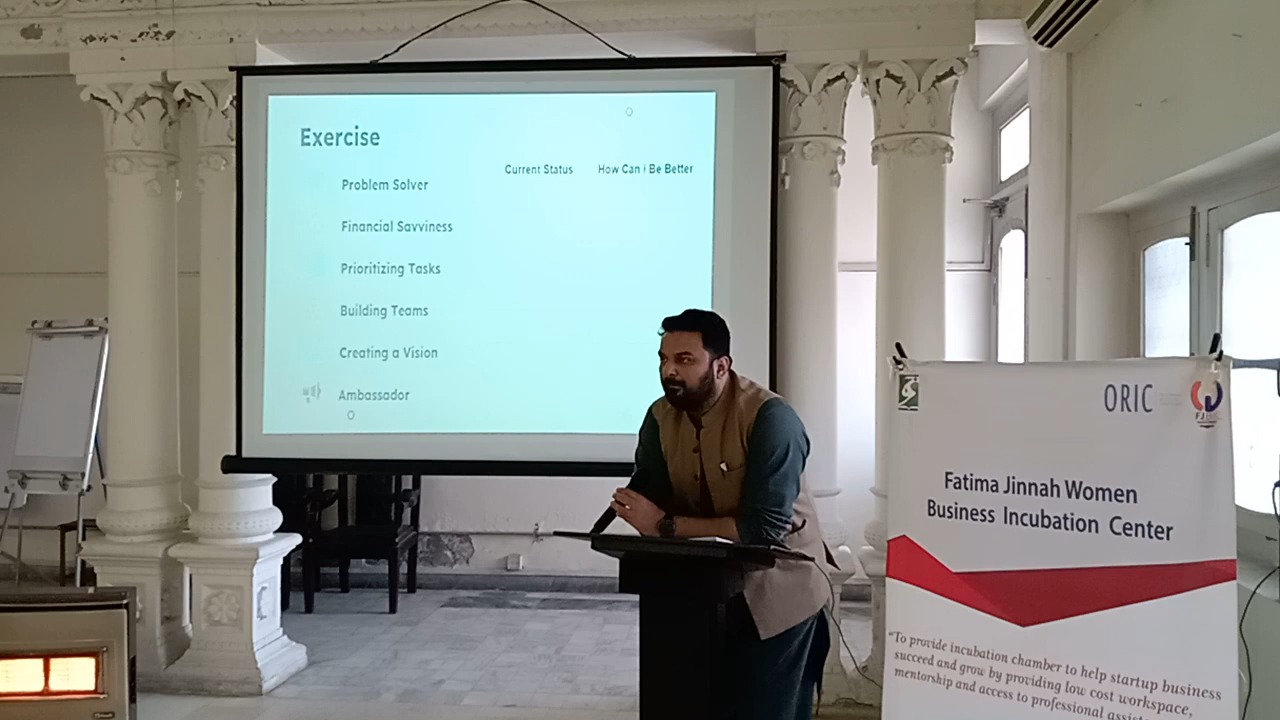 Exercise
Current Status How Can I Be Better
Problem Solver
Financial Savviness
Prioritizing Tasks
Building Teams
Creating a Vision
Ambassador
ORIC
Fatima Jinnah Women
Business Incubation Center
"To provide incubation chamber to help startup business
succeed and grow by providing low cost workspace,
mentorship and access to professional